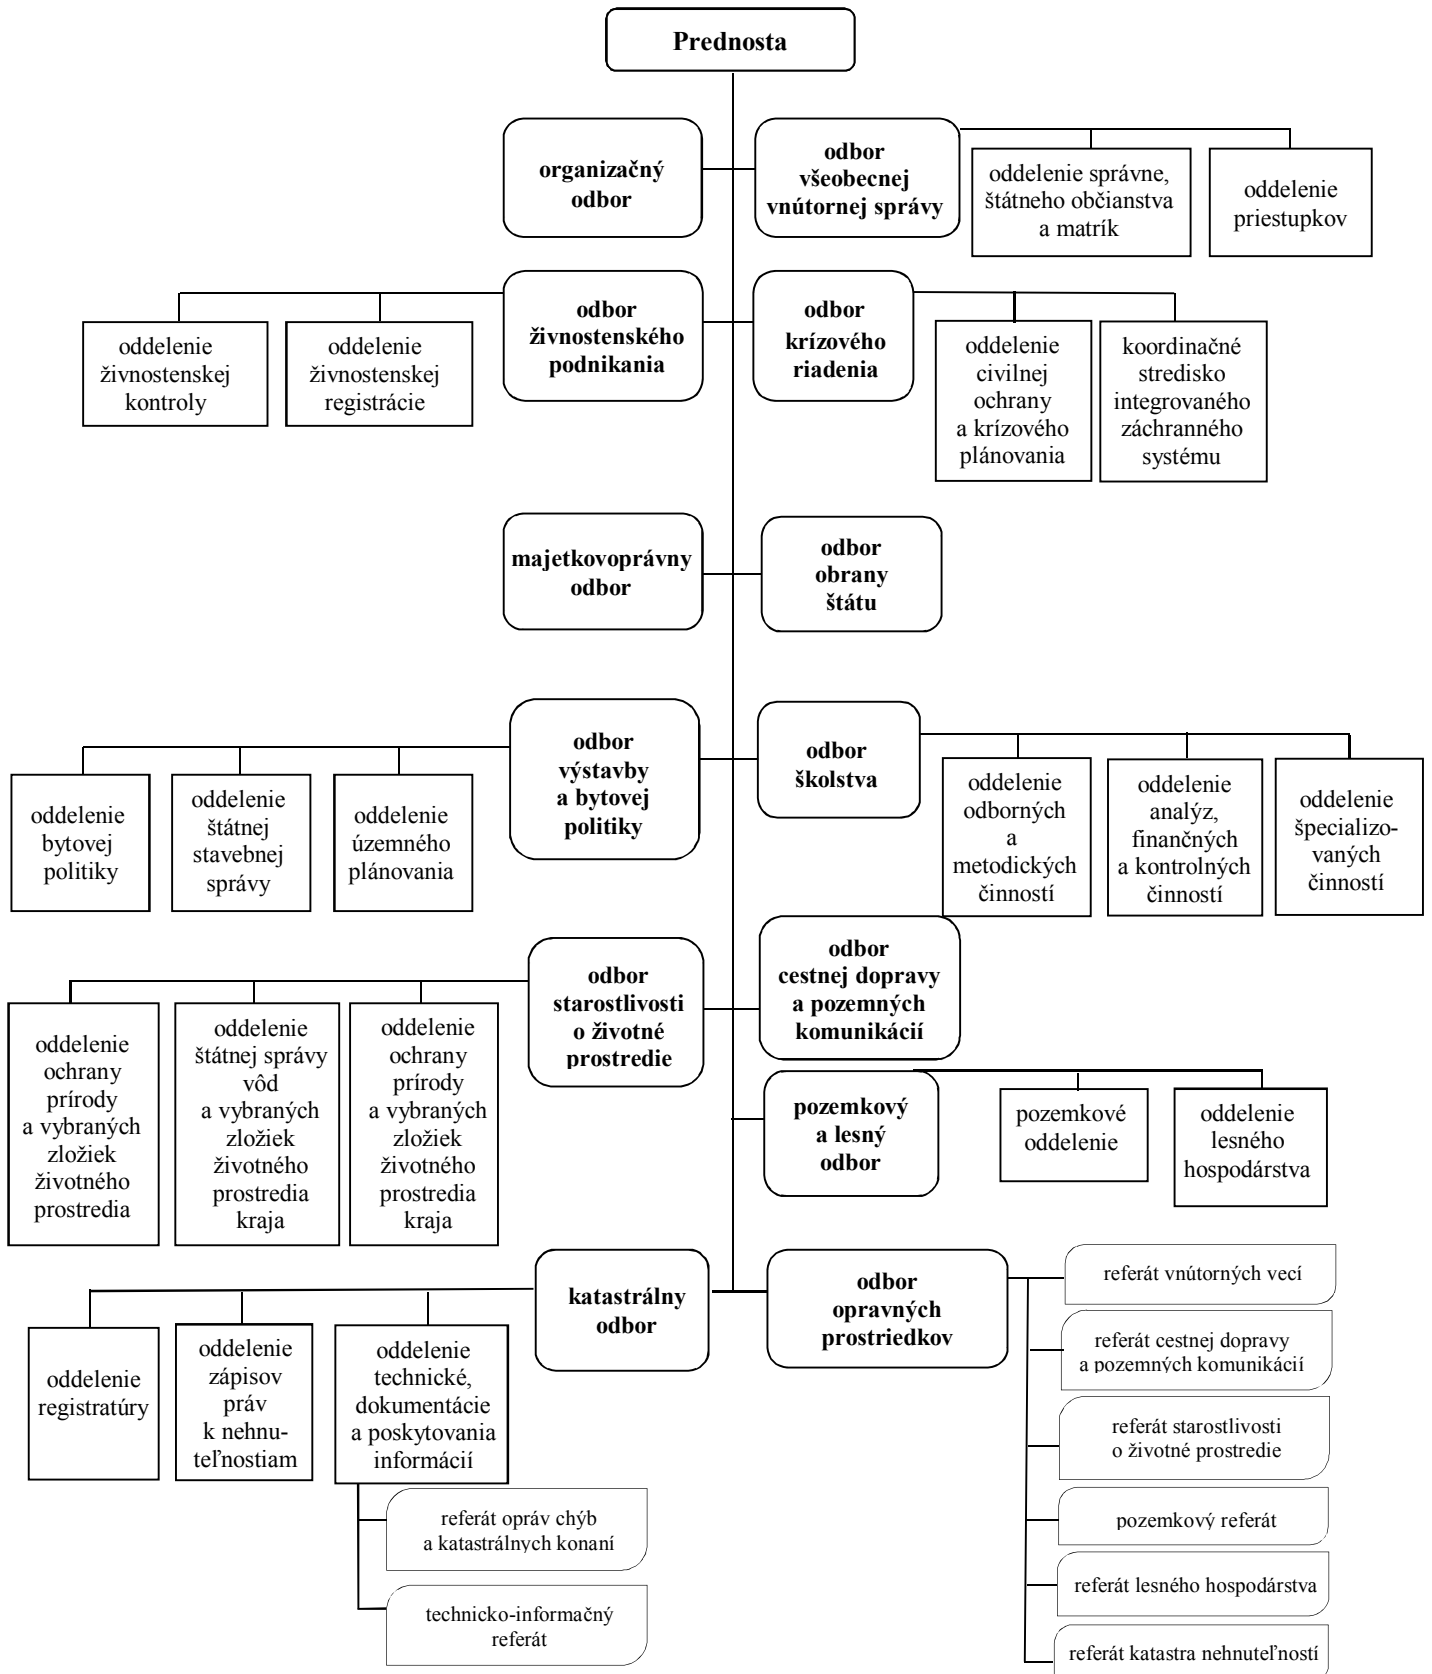 Prednosta
organizačný
odbor
odbor
všeobecnej
vnútornej správy
oddelenie správne,
štátneho občianstva
a matrík
oddelenie
priestupkov
oddelenie
živnostenskej
kontroly
oddelenie
živnostenskej
registrácie
odbor
živnostenského
podnikania
odbor
krízového
riadenia
oddelenie
civilnej
ochrany
a krízového
plánovania
koordinačné
stredisko
integrovaného
záchranného
systému
majetkovoprávny
odbor
odbor
obrany
štátu
oddelenie
bytovej
politiky
oddelenie
štátnej
stavebnej
správy
oddelenie
územného
plánovania
odbor
výstavby
a bytovej
politiky
odbor
školstva
oddelenie
odborných
a
metodických
činností
oddelenie
analýz,
finančných
a kontrolných
činností
oddelenie
špecializo-
vaných
činností
oddelenie
ochrany
prírody
a vybraných
zložiek
životného
prostredia
oddelenie
štátnej správy
vôd
a vybraných
zložiek
životného
prostredia
kraja
oddelenie
ochrany
prírody
a vybraných
zložiek
životného
prostredia
kraja
odbor
starostlivosti
o životné
prostredie
odbor
cestnej dopravy
a pozemných
komunikácií
pozemkový
a lesný
odbor
pozemkové
oddelenie
oddelenie
lesného
hospodárstva
oddelenie
registratúry
oddelenie
zápisov
práv
k nehnu-
teľnostiam
oddelenie
technické,
dokumentácie
a poskytovania
informácií
referát opráv chýb
a katastrálnych konaní
technicko-informačný
referát
katastrálny
odbor
odbor
opravných
prostriedkov
referát vnútorných vecí
referát cestnej dopravy
a pozemných komunikácií
referát starostlivosti
o životné prostredie
pozemkový referát
referát lesného hospodárstva
referát katastra nehnuteľností